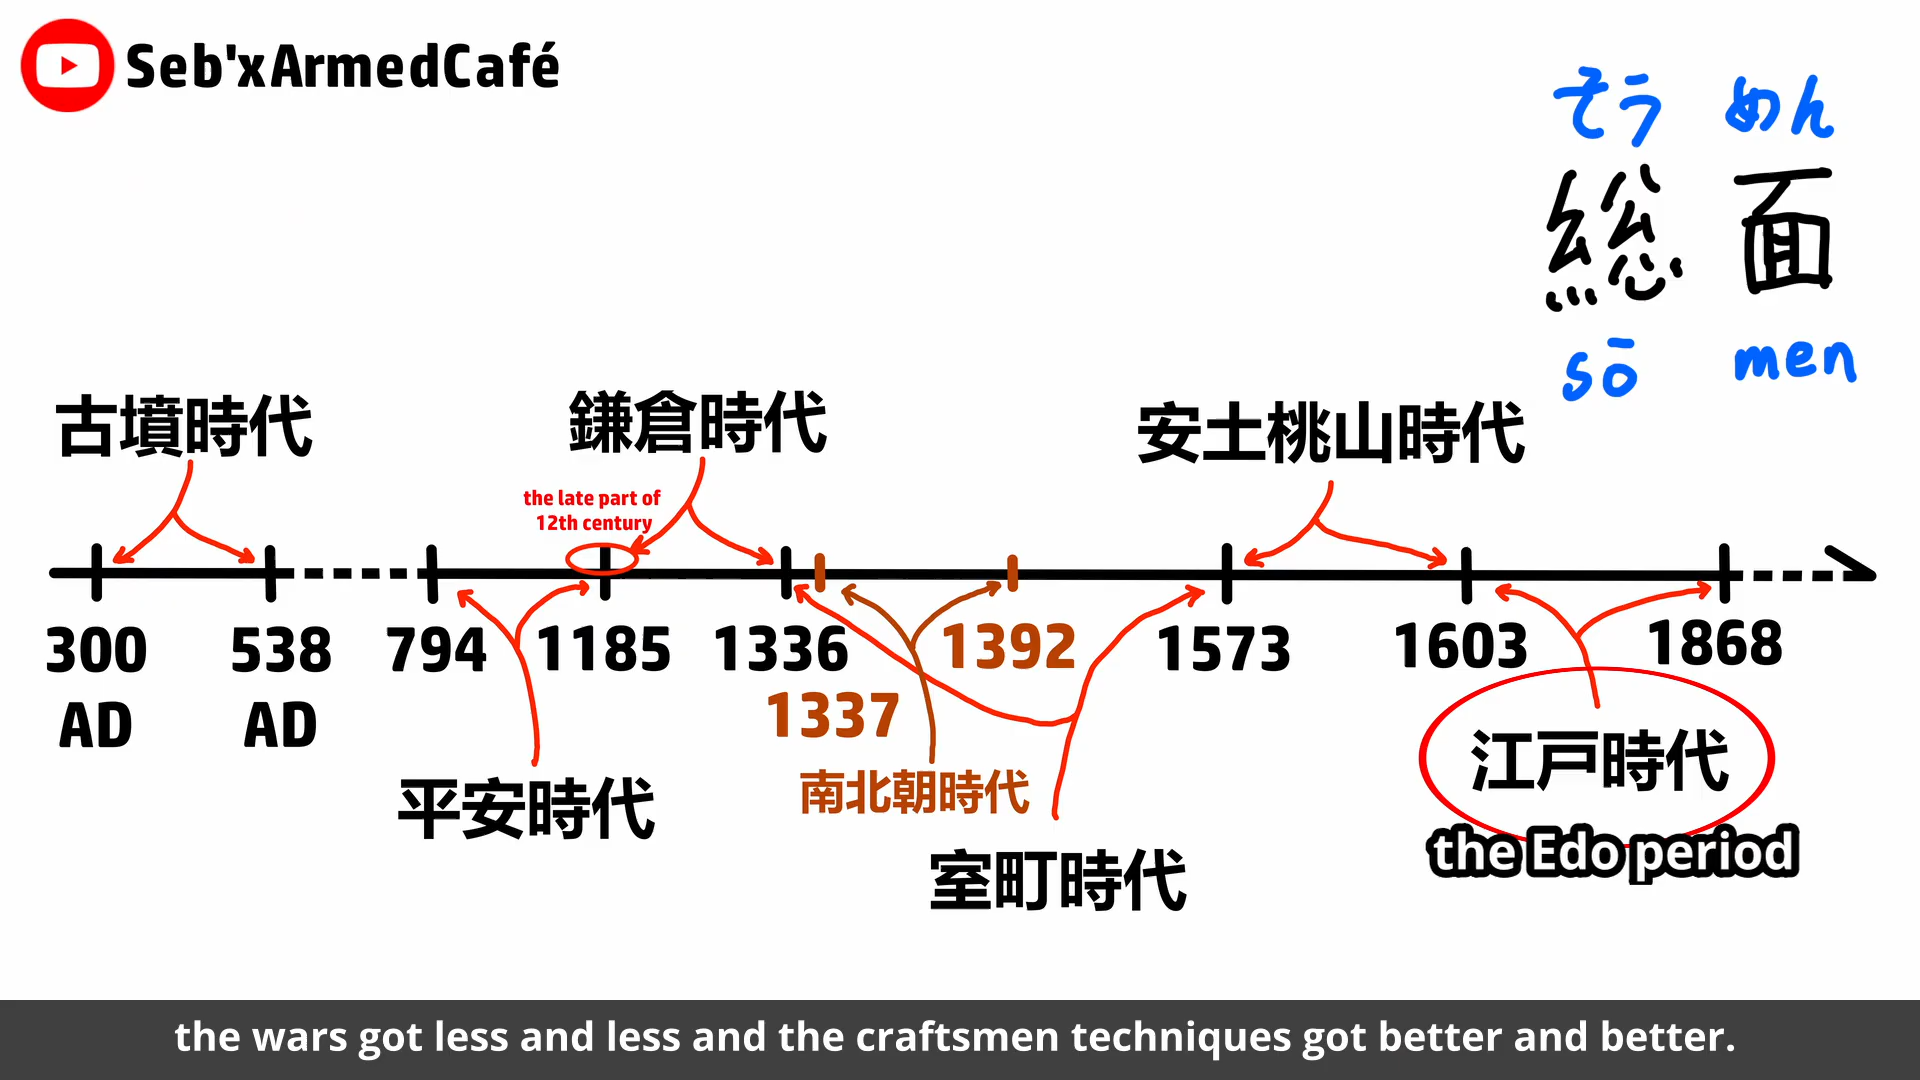 Seb'xArmedCafé
そう めん
総 面
sō men
古墳時代
鎌倉時代
安土桃山時代
the late part of
12th century
300 AD
538 AD
794
1185
1336
1337
1392
1573
1603
1868
平安時代
南北朝時代
室町時代
江戸時代
the Edo period
the wars got less and less and the craftsmen techniques got better and better.